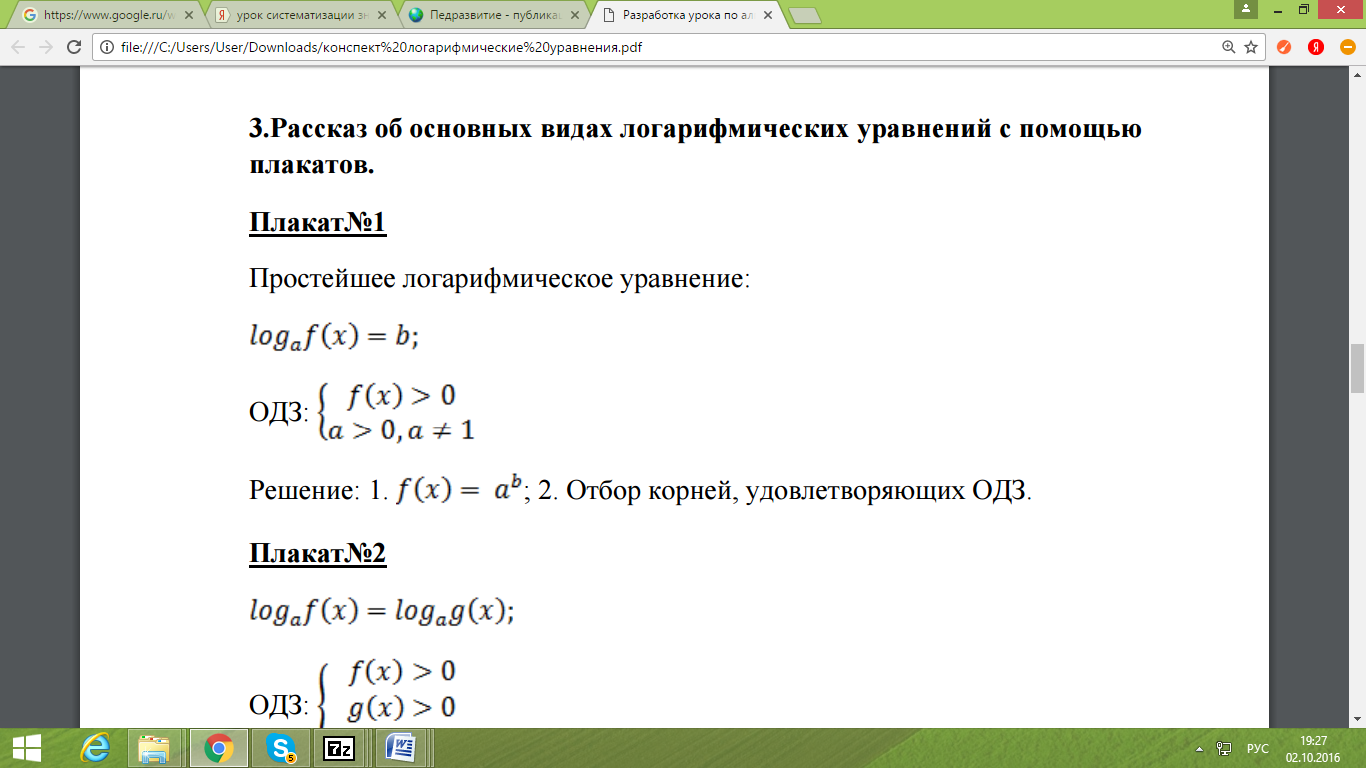 https://www.google.ru/w
урок систематизации зн
Педразвитие - публика
Разработка урока по ал
file:///C:/Users/User/Downloads/конспект%20логарифмические%20уравнения.pdf
3.Рассказ об основных видах логарифмических уравнений с помощью
плакатов.
Плакат№1
Простейшее логарифмическое уравнение:
logₐf(x) = b;
ОДЗ: { f(x) > 0
a > 0, a ≠ 1
Решение: 1. f(x) = aᵇ; 2. Отбор корней, удовлетворяющих ОДЗ.
Плакат№2
logₐf(x) = logₐg(x);
ОДЗ: { f(x) > 0
g(x) > 0
5
7z
РУС
19:27
02.10.2016